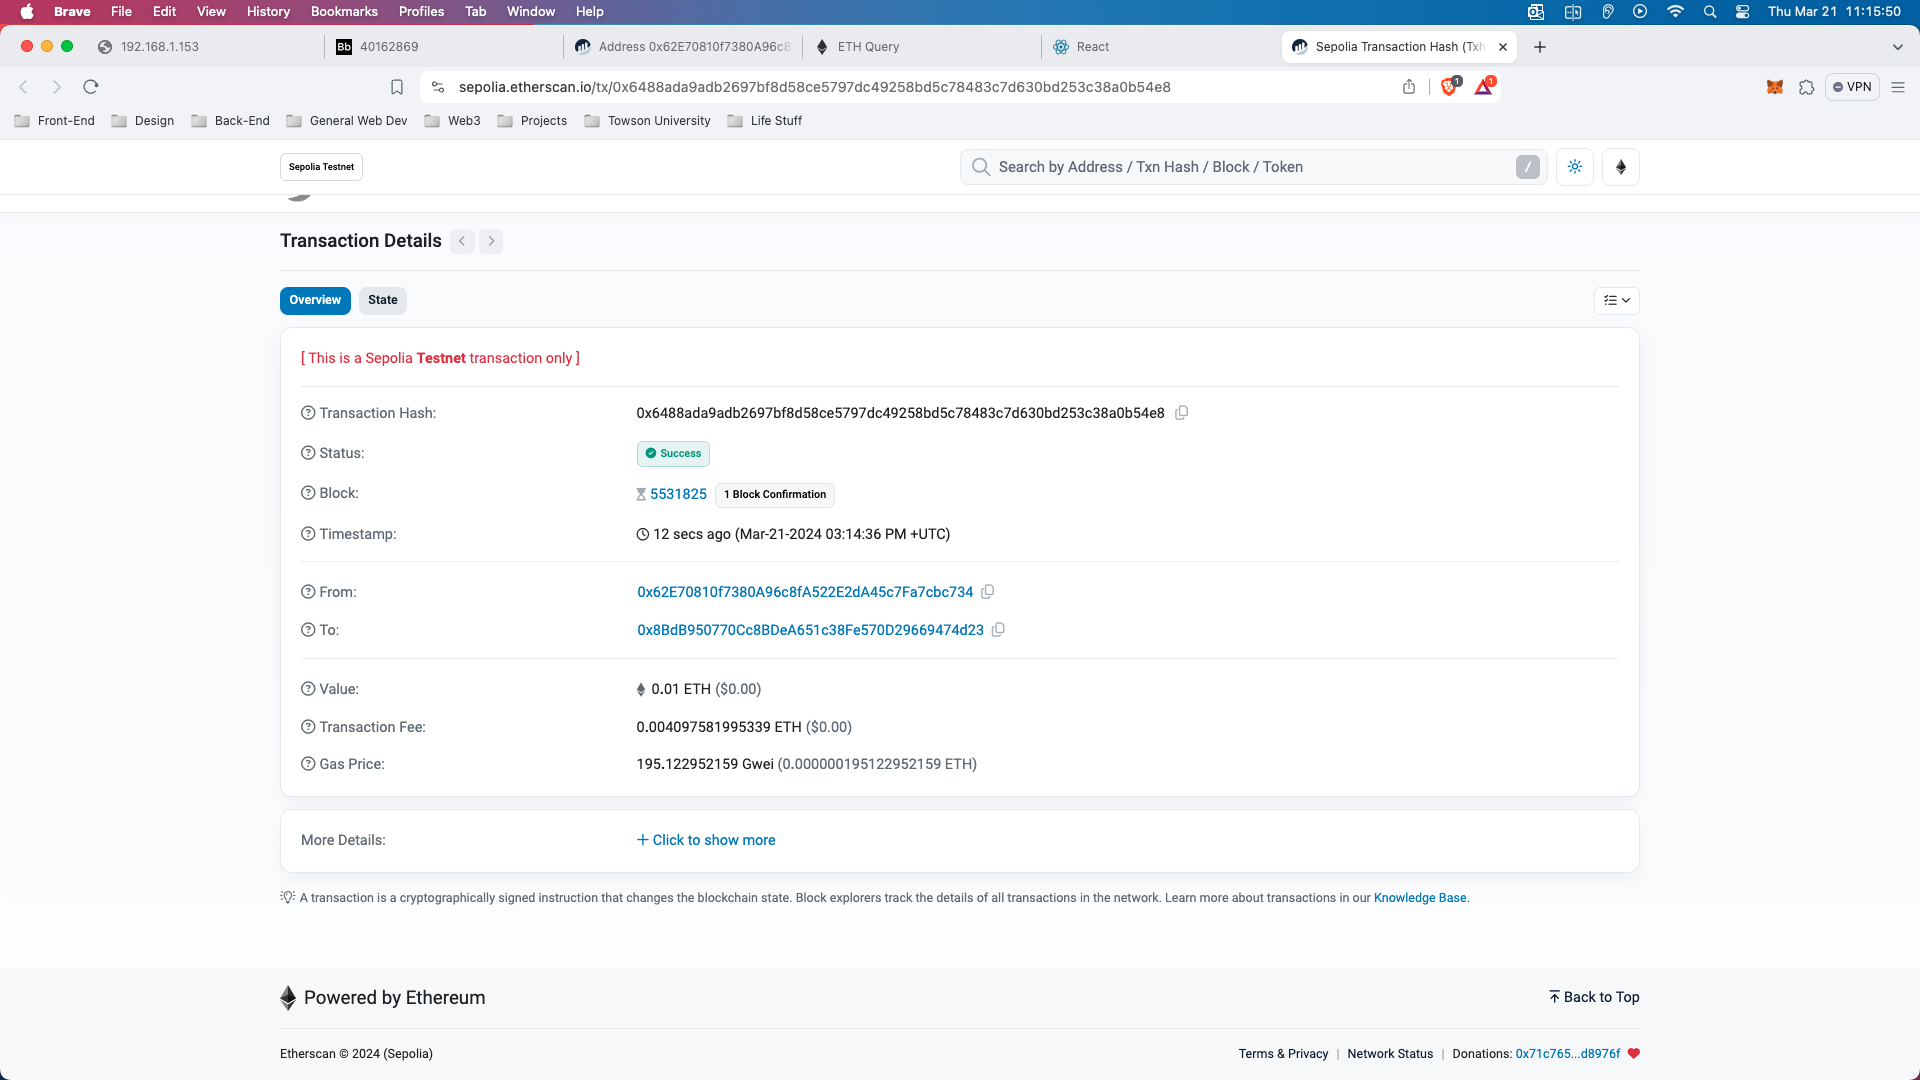 Brave File Edit View History Bookmarks Profiles Tab Window Help Thu Mar 21 11:15:50
192.168.1.153 Bb 40162869 Address 0x62E70810f7380A96c8 ETH Query React Sepolia Transaction Hash (Txh
sepolia.etherscan.io/tx/0x6488ada9adb2697bf8d58ce5797dc49258bd5c78483c7d630bd253c38a0b54e8 1 1 VPN
Front-End Design Back-End General Web Dev Web3 Projects Towson University Life Stuff
Sepolia Testnet Search by Address / Txn Hash / Block / Token /
Transaction Details
Overview State
[ This is a Sepolia Testnet transaction only ]
Transaction Hash: 0x6488ada9adb2697bf8d58ce5797dc49258bd5c78483c7d630bd253c38a0b54e8
Status: Success
Block: 5531825 1 Block Confirmation
Timestamp: 12 secs ago (Mar-21-2024 03:14:36 PM +UTC)
From: 0x62E70810f7380A96c8fA522E2dA45c7Fa7cbc734
To: 0x8BdB950770Cc8BDeA651c38Fe570D29669474d23
Value: 0.01 ETH ($0.00)
Transaction Fee: 0.004097581995339 ETH ($0.00)
Gas Price: 195.122952159 Gwei (0.000000195122952159 ETH)
More Details: + Click to show more
A transaction is a cryptographically signed instruction that changes the blockchain state. Block explorers track the details of all transactions in the network. Learn more about transactions in our Knowledge Base.
Powered by Ethereum Back to Top
Etherscan © 2024 (Sepolia) Terms & Privacy | Network Status | Donations: 0x71c765...d8976f